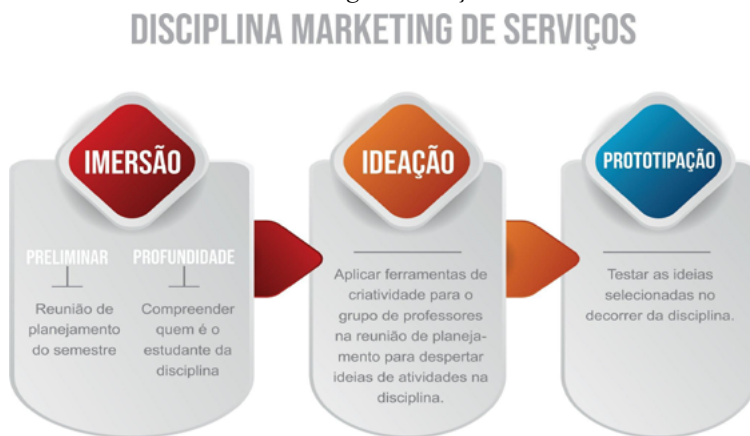 DISCIPLINA MARKETING DE SERVIÇOS
IMERSÃO
PRELIMINAR
Reunião de
planejamento
do semestre
PROFUNDIDADE
Compreender
quem é o
estudante da
disciplina
IDEAÇÃO
Aplicar ferramentas de
criatividade para o
grupo de professores
na reunião de planeja-
mento para despertar
ideias de atividades na
disciplina.
PROTOTIPAÇÃO
Testar as ideias
selecionadas no
decorrer da disciplina.